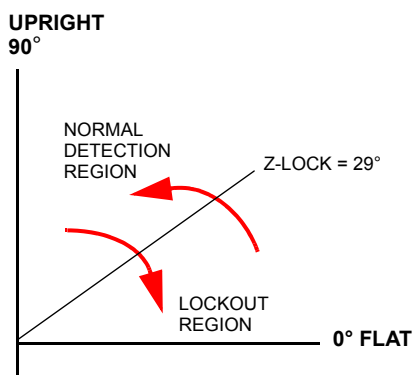 UPRIGHT
90°
NORMAL
DETECTION
REGION
Z-LOCK = 29°
LOCKOUT
REGION
0° FLAT